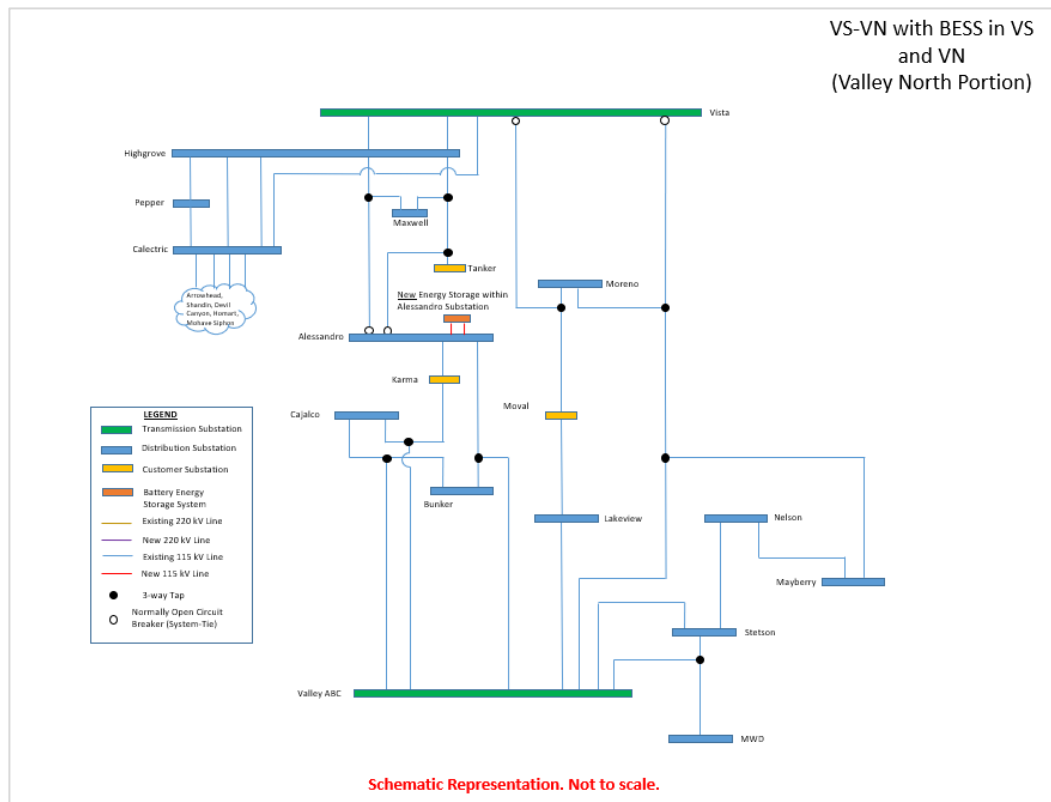 VS-VN with BESS in VS
and VN
(Valley North Portion)
Vista
Highgrove
Pepper
Maxwell
Calectric
Tanker
Arrowhead,
Shandin, Devil
Canyon, Homart,
Mohave Siphon
New Energy Storage within
Alessandro Substation
Moreno
Alessandro
Karma
Moval
Cajalco
Bunker
Lakeview
Nelson
Mayberry
Stetson
Valley ABC
MWD
LEGEND
Transmission Substation
Distribution Substation
Customer Substation
Battery Energy
Storage System
Existing 220 kV Line
New 220 kV Line
Existing 115 kV Line
New 115 kV Line
3-way Tap
Normally Open Circuit
Breaker (System-Tie)
Schematic Representation. Not to scale.